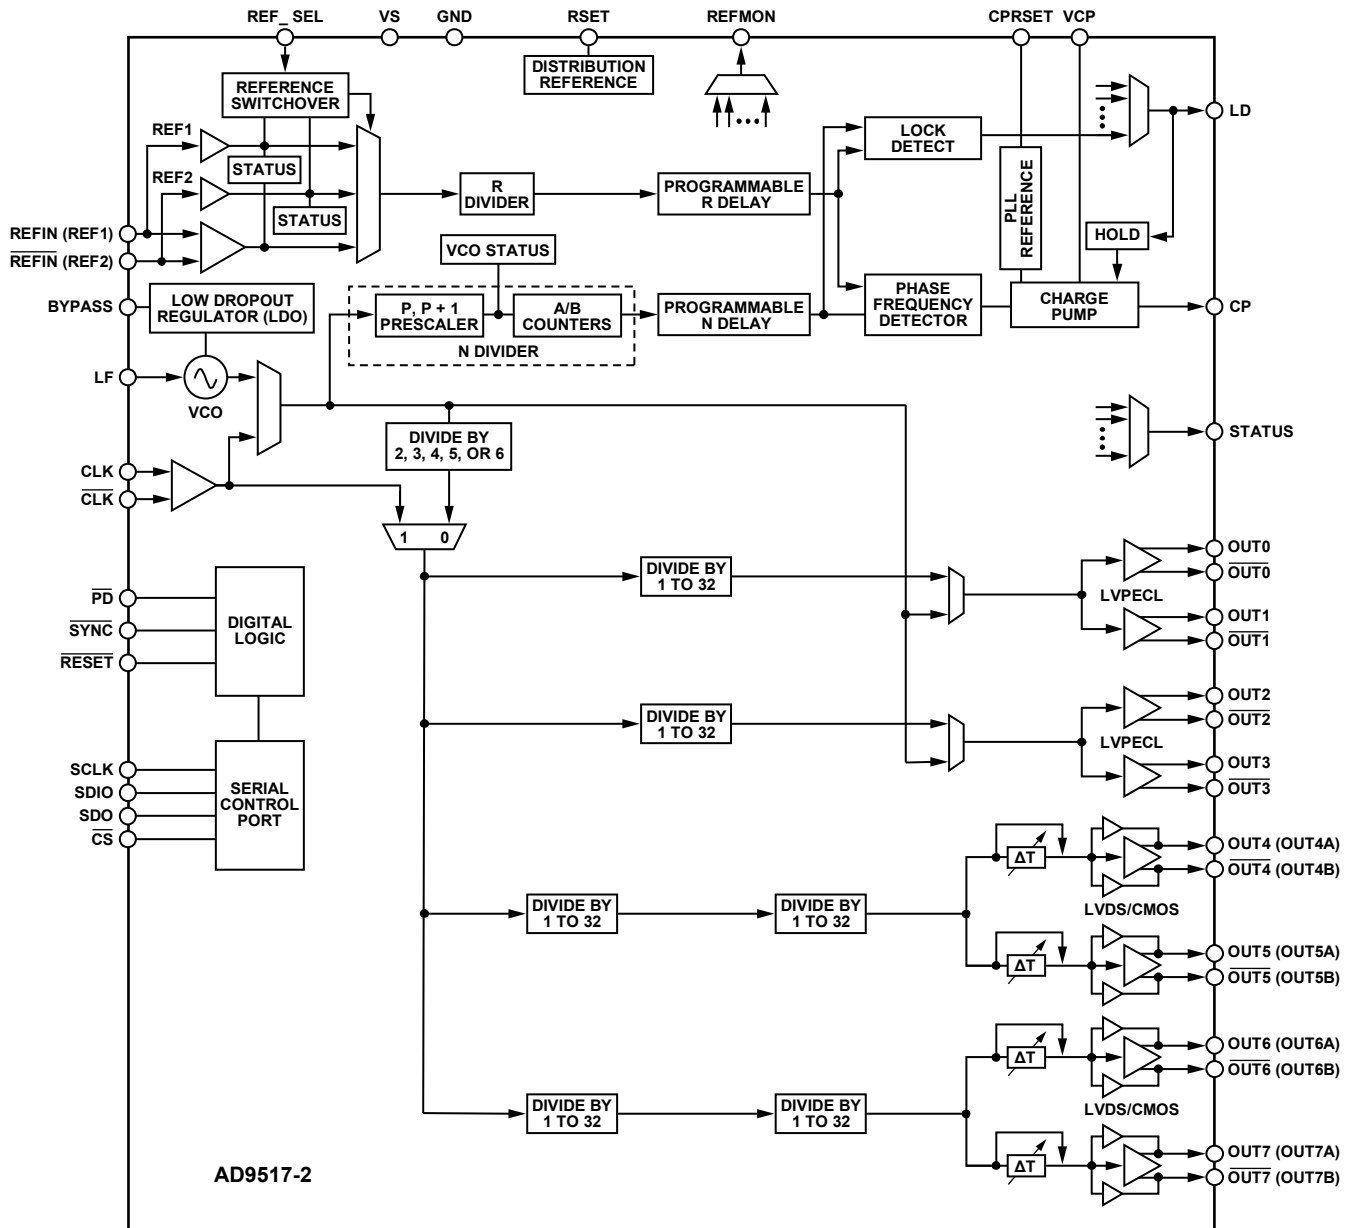 REF_ SEL
VS
GND
RSET
REFMON
CPRSET
VCP
DISTRIBUTION
REFERENCE
REFERENCE
SWITCHOVER
REF1
STATUS
REF2
STATUS
REFIN (REF1)
REFIN (REF2)
BYPASS
LOW DROPOUT
REGULATOR (LDO)
LF
VCO
R
DIVIDER
VCO STATUS
P, P + 1
PRESCALER
A/B
COUNTERS
N DIVIDER
PROGRAMMABLE
R DELAY
PROGRAMMABLE
N DELAY
LOCK
DETECT
PHASE
FREQUENCY
DETECTOR
PLL
REFERENCE
HOLD
CHARGE
PUMP
LD
CP
STATUS
DIVIDE BY
2, 3, 4, 5, OR 6
CLK
CLK
1 0
PD
SYNC
RESET
DIGITAL
LOGIC
SCLK
SDIO
SDO
CS
SERIAL
CONTROL
PORT
DIVIDE BY
1 TO 32
LVPECL
OUT0
OUT0
OUT1
OUT1
DIVIDE BY
1 TO 32
LVPECL
OUT2
OUT2
OUT3
OUT3
DIVIDE BY
1 TO 32
DIVIDE BY
1 TO 32
ΔT
ΔT
LVDS/CMOS
OUT4 (OUT4A)
OUT4 (OUT4B)
OUT5 (OUT5A)
OUT5 (OUT5B)
DIVIDE BY
1 TO 32
DIVIDE BY
1 TO 32
ΔT
ΔT
LVDS/CMOS
OUT6 (OUT6A)
OUT6 (OUT6B)
OUT7 (OUT7A)
OUT7 (OUT7B)
AD9517-2